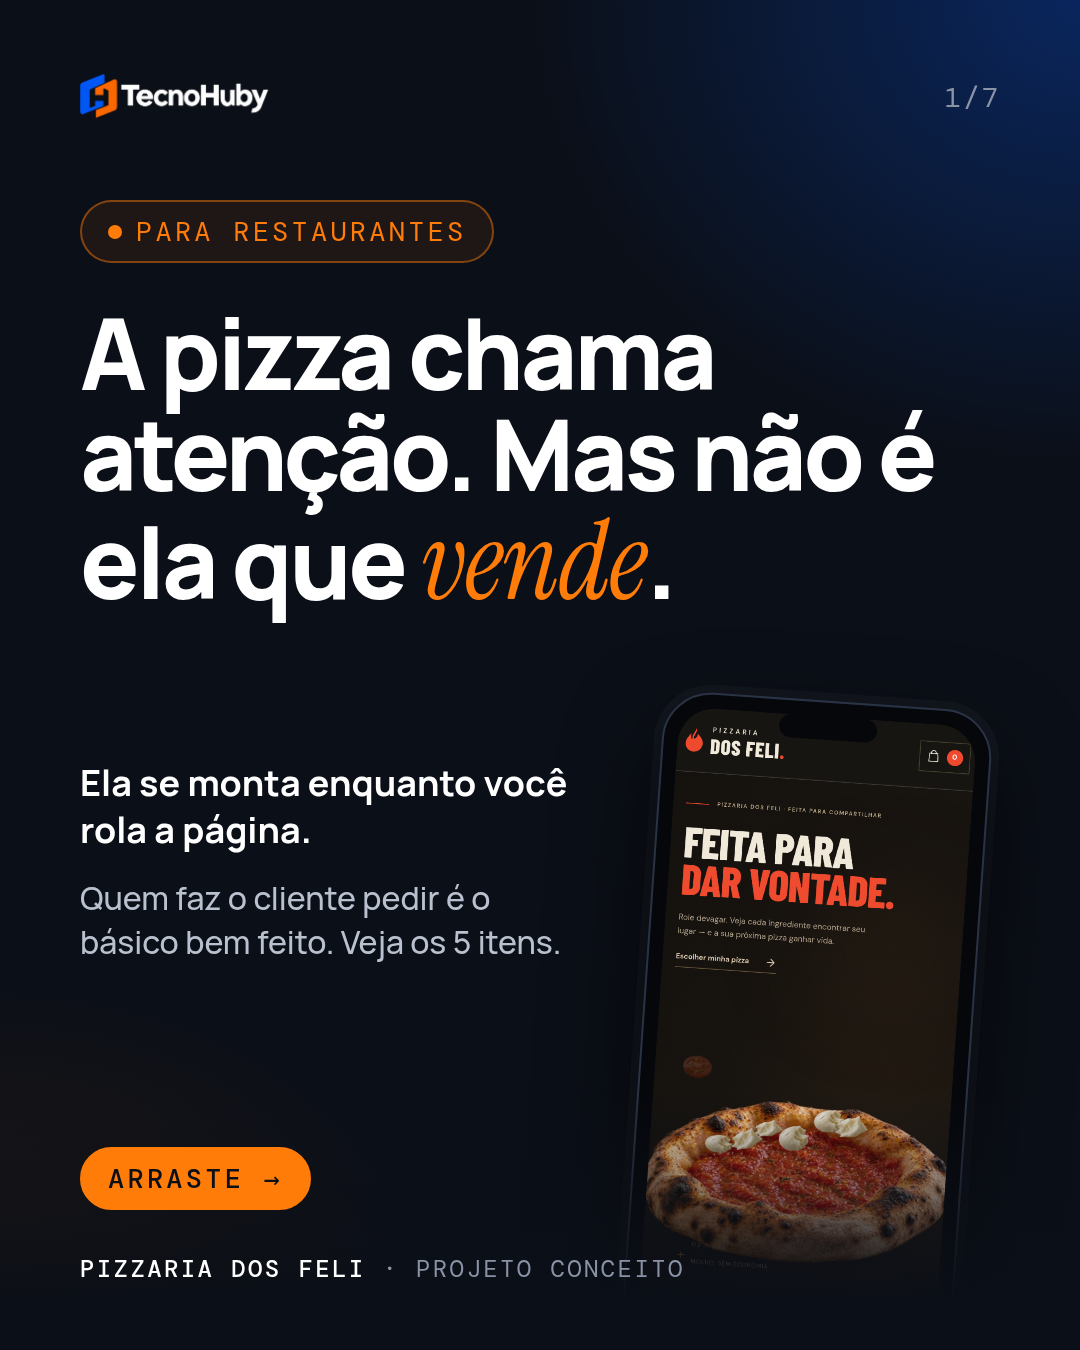 TecnoHuby
1/7
PARA RESTAURANTES
A pizza chama
atenção. Mas não é
ela que vende.
Ela se monta enquanto você
rola a página.
Quem faz o cliente pedir é o
básico bem feito. Veja os 5 itens.
PIZZARIA
DOS FELI.
0
PIZZARIA DOS FELI · FEITA PARA COMPARTILHAR
FEITA PARA
DAR VONTADE.
Role devagar. Veja cada ingrediente encontrar seu
lugar — e a sua próxima pizza ganhar vida.
Escolher minha pizza →
ARRASTE →
PIZZARIA DOS FELI · PROJETO CONCEITO